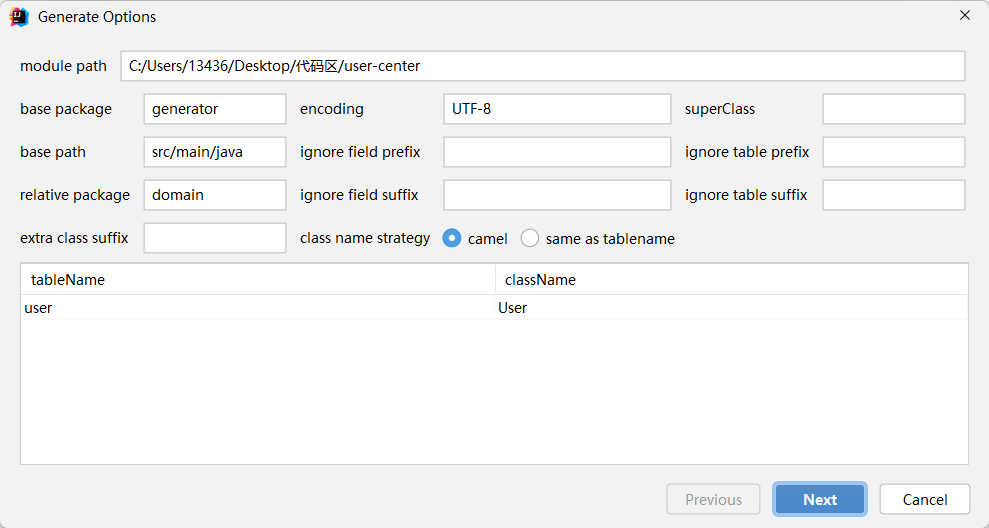 Generate Options
module path C:/Users/13436/Desktop/代码区/user-center
base package generator encoding UTF-8 superClass
base path src/main/java ignore field prefix ignore table prefix
relative package domain ignore field suffix ignore table suffix
extra class suffix class name strategy camel same as tablename
tableName className
user User
Previous Next Cancel